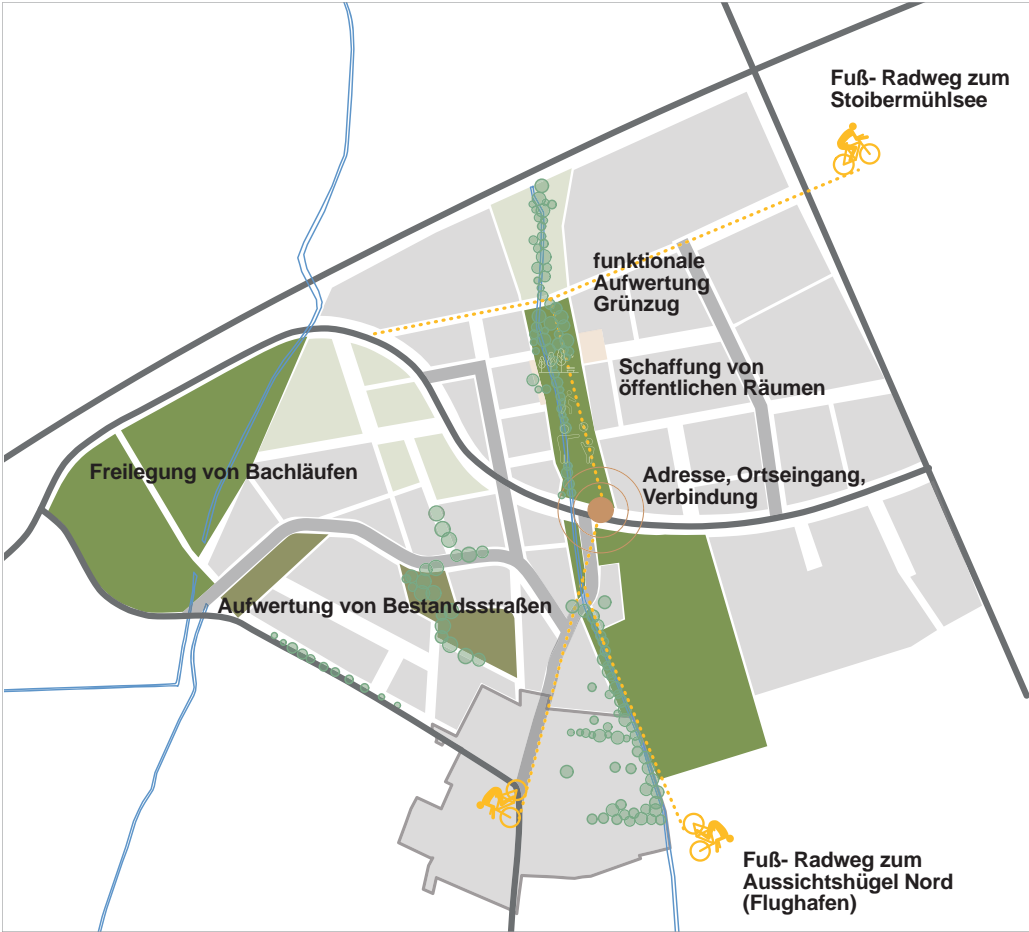 Fuß- Radweg zum
Stoibermühlsee
funktionale
Aufwertung
Grünzug
Schaffung von
öffentlichen Räumen
Freilegung von Bachläufen
Adresse, Ortseingang,
Verbindung
Aufwertung von Bestandsstraßen
Fuß- Radweg zum
Aussichtshügel Nord
(Flughafen)